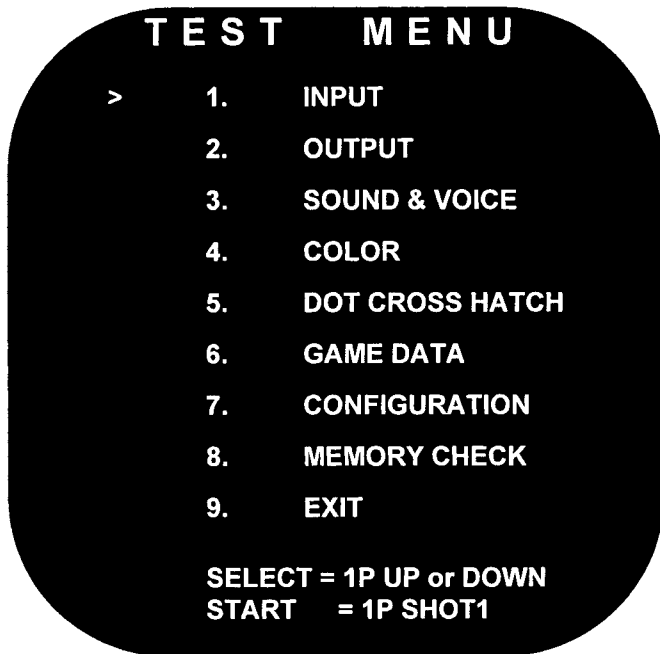 TEST MENU
> 1. INPUT
2. OUTPUT
3. SOUND & VOICE
4. COLOR
5. DOT CROSS HATCH
6. GAME DATA
7. CONFIGURATION
8. MEMORY CHECK
9. EXIT
SELECT = 1P UP or DOWN
START = 1P SHOT1